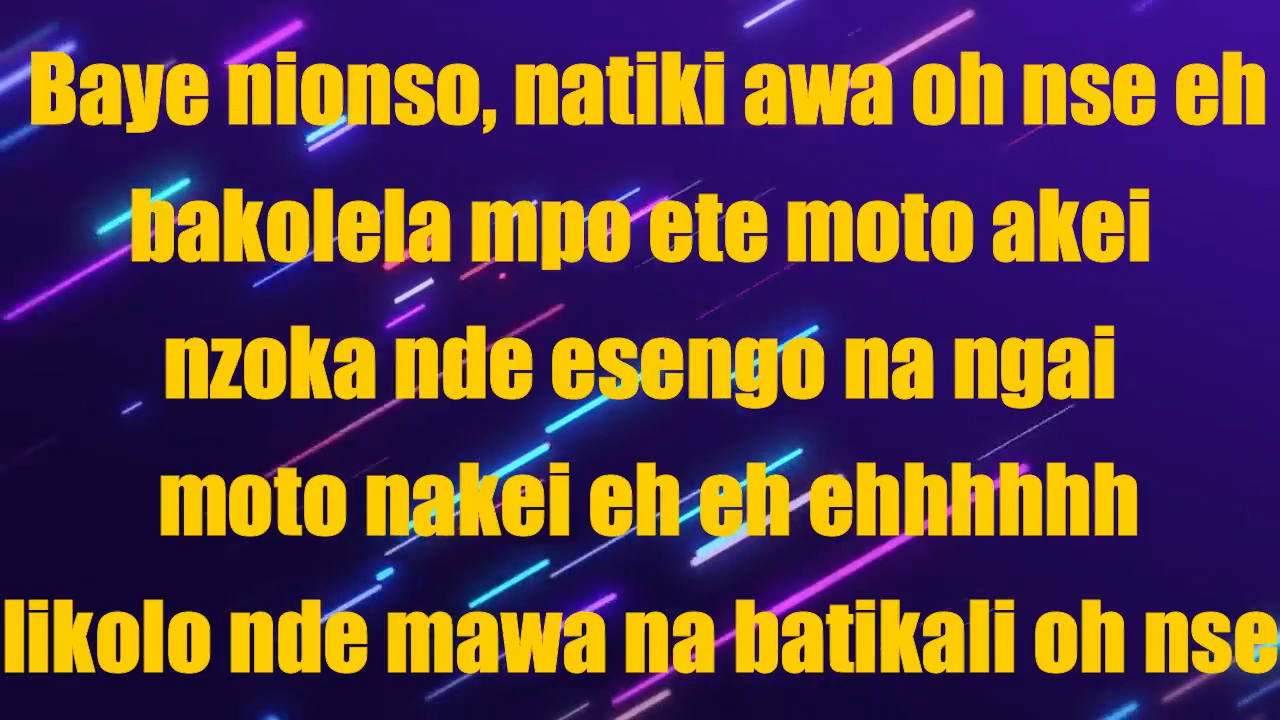 Baye nionso, natiki awa oh nse eh
bakolela mpo ete moto akei
nzoka nde esengo na ngai
moto nakei eh eh ehhhhhh
likolo nde mawa na batikali oh nse